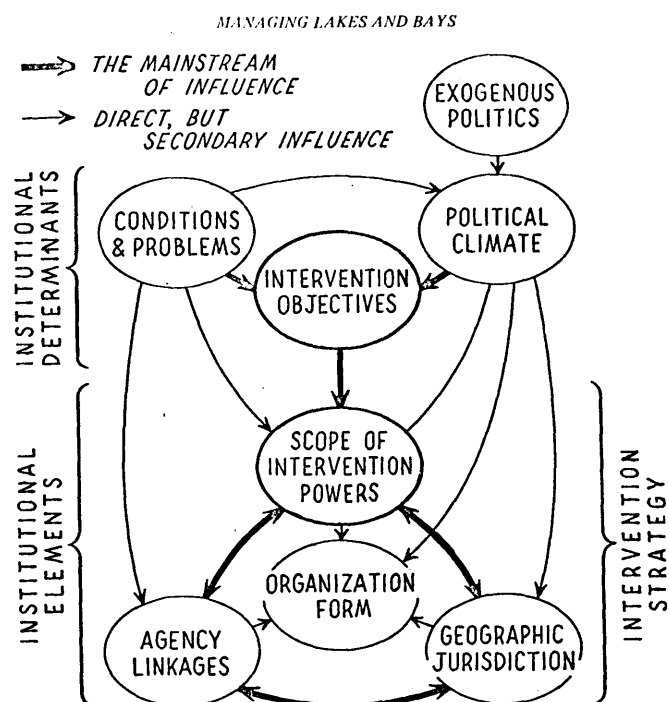 MANAGING LAKES AND BAYS
THE MAINSTREAM
OF INFLUENCE
DIRECT, BUT
SECONDARY INFLUENCE
EXOGENOUS
POLITICS
INSTITUTIONAL
DETERMINANTS
CONDITIONS
& PROBLEMS
POLITICAL
CLIMATE
INTERVENTION
OBJECTIVES
INSTITUTIONAL
ELEMENTS
SCOPE OF
INTERVENTION
POWERS
INTERVENTION
STRATEGY
ORGANIZATION
FORM
AGENCY
LINKAGES
GEOGRAPHIC
JURISDICTION